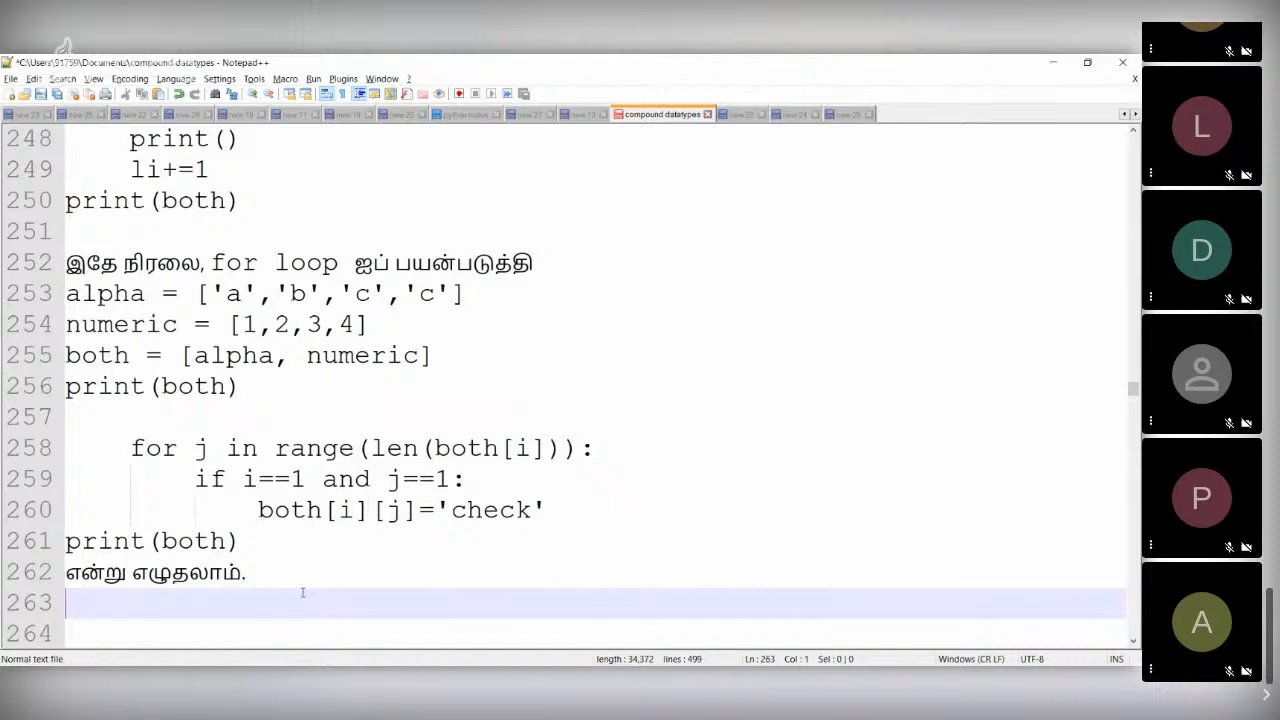 *C:\Users\91759\Documents\compound datatypes - Notepad++
File Edit Search View Encoding Language Settings Tools Macro Run Plugins Window ?
X
compound datatypes
248 print()
249 li+=1
250 print(both)
251
252 இதே நிரலை, for loop ஐப் பயன்படுத்தி
253 alpha = ['a','b','c','c']
254 numeric = [1,2,3,4]
255 both = [alpha, numeric]
256 print(both)
257
258 for j in range(len(both[i])):
259 if i==1 and j==1:
260 both[i][j]='check'
261 print(both)
262 என்று எழுதலாம்.
263
264
Normal text file length : 34,372 lines : 499 Ln : 263 Col : 1 Sel : 0 | 0 Windows (CR LF) UTF-8 INS
L
D
P
A